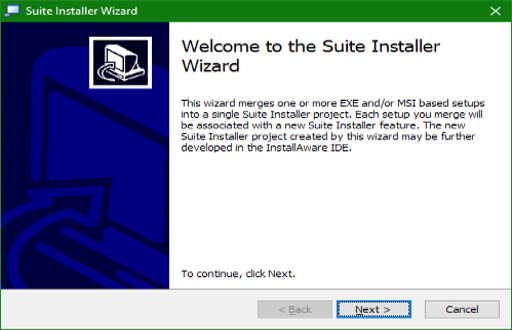 Suite Installer Wizard
Welcome to the Suite Installer
Wizard
This wizard merges one or more EXE and/or MSI based setups
into a single Suite Installer project. Each setup you merge will
be associated with a new Suite Installer feature. The new
Suite Installer project created by this wizard may be further
developed in the InstallAware IDE.
To continue, click Next.
< Back
Next >
Cancel